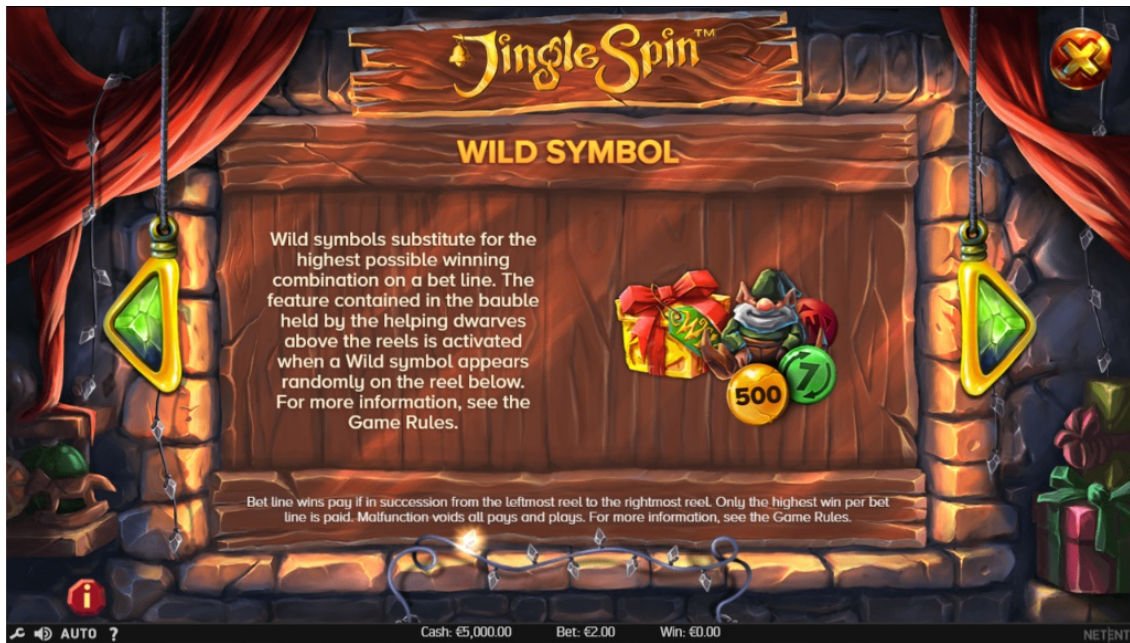 Jingle Spin™
WILD SYMBOL
Wild symbols substitute for the
highest possible winning
combination on a bet line. The
feature contained in the bauble
held by the helping dwarves
above the reels is activated
when a Wild symbol appears
randomly on the reel below.
For more information, see the
Game Rules.
W
500
7
Bet line wins pay if in succession from the leftmost reel to the rightmost reel. Only the highest win per bet
line is paid. Malfunction voids all pays and plays. For more information, see the Game Rules.
i
AUTO ? Cash: €5,000.00 Bet: €2.00 Win: €0.00 NETENT